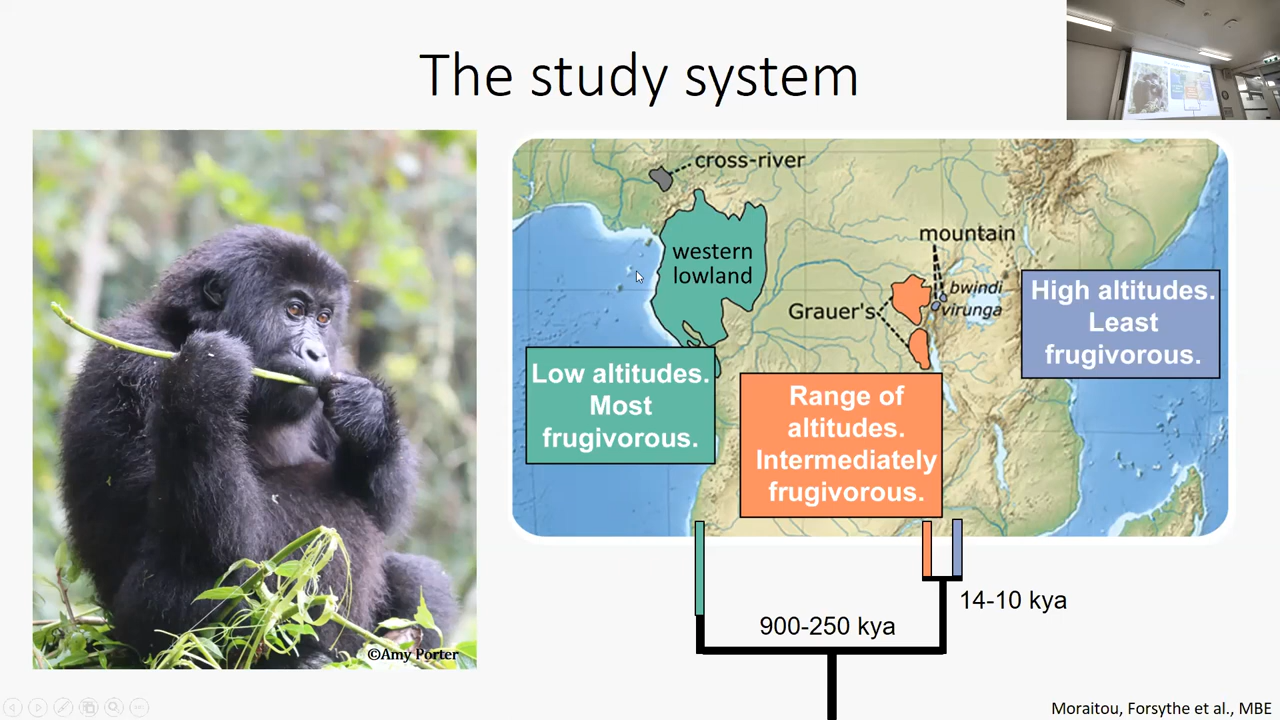 The study system
cross-river
western
lowland
mountain
bwindi
virunga
Grauer's
High altitudes.
Least
frugivorous.
Low altitudes.
Most
frugivorous.
Range of
altitudes.
Intermediately
frugivorous.
900-250 kya
14-10 kya
©Amy Porter
Moraitou, Forsythe et al., MBE